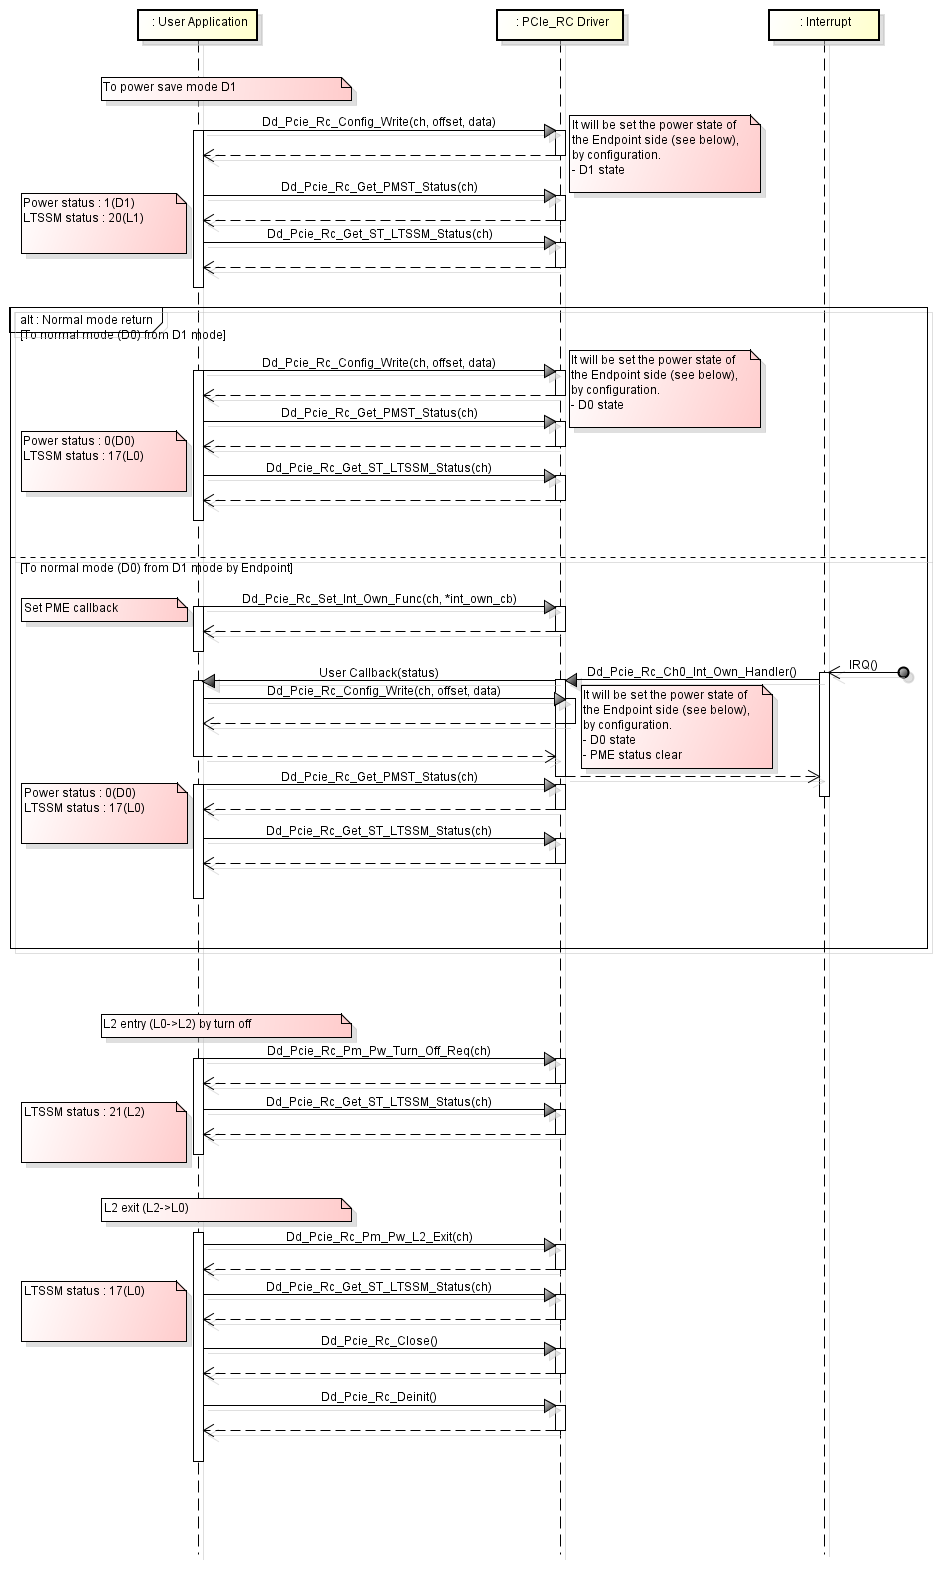 : User Application
: PCIe_RC Driver
: Interrupt
To power save mode D1
Dd_Pcie_Rc_Config_Write(ch, offset, data)
It will be set the power state of
the Endpoint side (see below),
by configuration.
- D1 state
Dd_Pcie_Rc_Get_PMST_Status(ch)
Power status : 1(D1)
LTSSM status : 20(L1)
Dd_Pcie_Rc_Get_ST_LTSSM_Status(ch)
alt : Normal mode return
[To normal mode (D0) from D1 mode]
Dd_Pcie_Rc_Config_Write(ch, offset, data)
It will be set the power state of
the Endpoint side (see below),
by configuration.
- D0 state
Dd_Pcie_Rc_Get_PMST_Status(ch)
Power status : 0(D0)
LTSSM status : 17(L0)
Dd_Pcie_Rc_Get_ST_LTSSM_Status(ch)
[To normal mode (D0) from D1 mode by Endpoint]
Set PME callback
Dd_Pcie_Rc_Set_Int_Own_Func(ch, *int_own_cb)
IRQ()
User Callback(status)
Dd_Pcie_Rc_Ch0_Int_Own_Handler()
Dd_Pcie_Rc_Config_Write(ch, offset, data)
It will be set the power state of
the Endpoint side (see below),
by configuration.
- D0 state
- PME status clear
Dd_Pcie_Rc_Get_PMST_Status(ch)
Power status : 0(D0)
LTSSM status : 17(L0)
Dd_Pcie_Rc_Get_ST_LTSSM_Status(ch)
L2 entry (L0->L2) by turn off
Dd_Pcie_Rc_Pm_Pw_Turn_Off_Req(ch)
Dd_Pcie_Rc_Get_ST_LTSSM_Status(ch)
LTSSM status : 21(L2)
L2 exit (L2->L0)
Dd_Pcie_Rc_Pm_Pw_L2_Exit(ch)
Dd_Pcie_Rc_Get_ST_LTSSM_Status(ch)
LTSSM status : 17(L0)
Dd_Pcie_Rc_Close()
Dd_Pcie_Rc_Deinit()